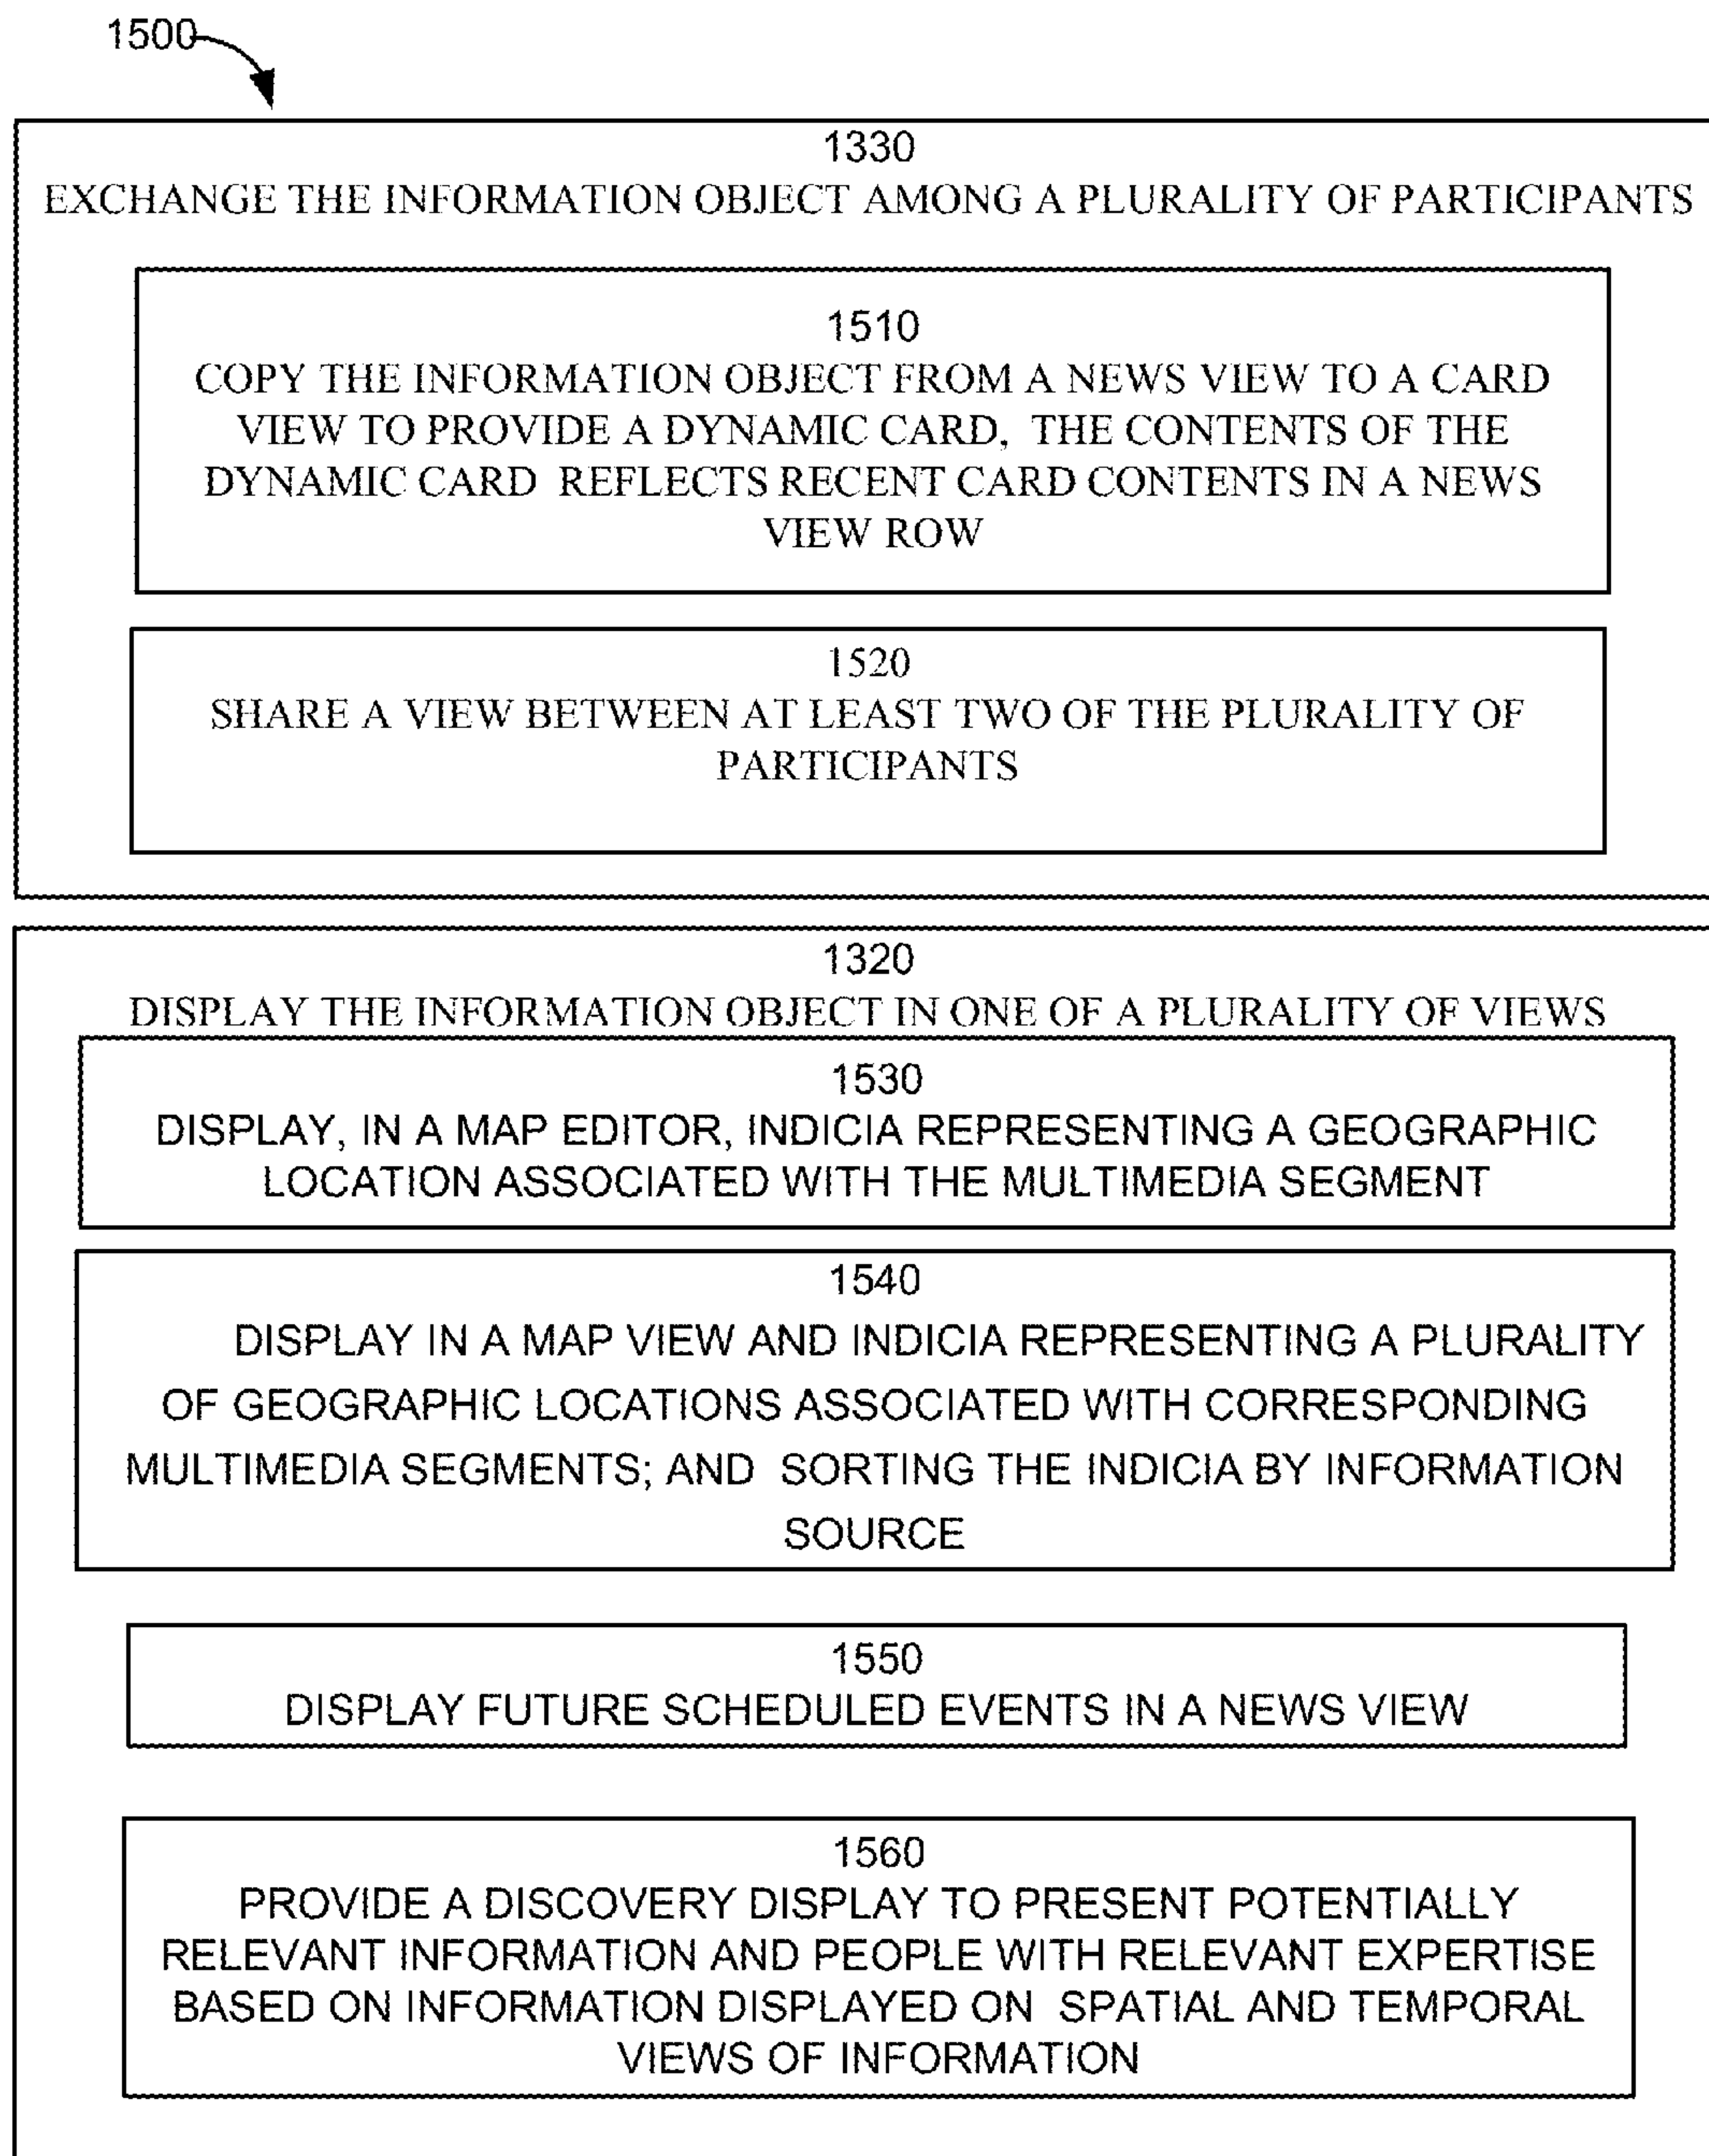 1500
1330
EXCHANGE THE INFORMATION OBJECT AMONG A PLURALITY OF PARTICIPANTS
1510
COPY THE INFORMATION OBJECT FROM A NEWS VIEW TO A CARD
VIEW TO PROVIDE A DYNAMIC CARD, THE CONTENTS OF THE
DYNAMIC CARD REFLECTS RECENT CARD CONTENTS IN A NEWS
VIEW ROW
1520
SHARE A VIEW BETWEEN AT LEAST TWO OF THE PLURALITY OF
PARTICIPANTS
1320
DISPLAY THE INFORMATION OBJECT IN ONE OF A PLURALITY OF VIEWS
1530
DISPLAY, IN A MAP EDITOR, INDICIA REPRESENTING A GEOGRAPHIC
LOCATION ASSOCIATED WITH THE MULTIMEDIA SEGMENT
1540
DISPLAY IN A MAP VIEW AND INDICIA REPRESENTING A PLURALITY
OF GEOGRAPHIC LOCATIONS ASSOCIATED WITH CORRESPONDING
MULTIMEDIA SEGMENTS; AND SORTING THE INDICIA BY INFORMATION
SOURCE
1550
DISPLAY FUTURE SCHEDULED EVENTS IN A NEWS VIEW
1560
PROVIDE A DISCOVERY DISPLAY TO PRESENT POTENTIALLY
RELEVANT INFORMATION AND PEOPLE WITH RELEVANT EXPERTISE
BASED ON INFORMATION DISPLAYED ON SPATIAL AND TEMPORAL
VIEWS OF INFORMATION